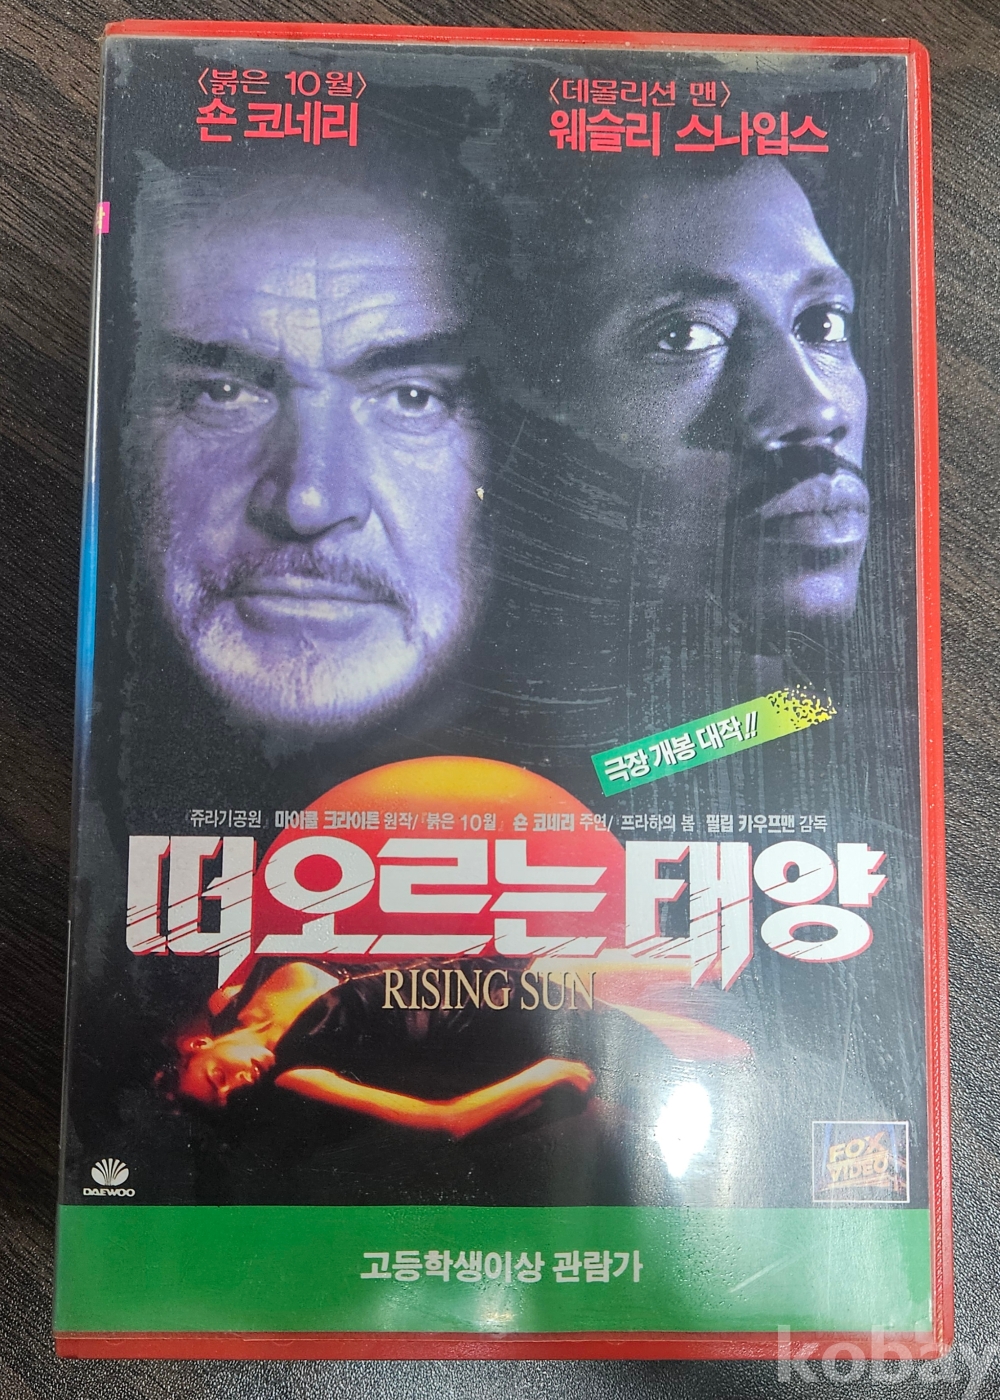 〈붉은 10월〉
숀 코네리
〈데몰리션 맨〉
웨슬리 스나입스
극장 개봉 대작!!
『쥬라기공원』 마이클 크라이튼 원작/『붉은 10월』 숀 코네리 주연/『프라하의 봄』 필립 카우프맨 감독
떠오르는 태양
RISING SUN
DAEWOO
FOX
VIDEO
고등학생이상 관람가
kobay